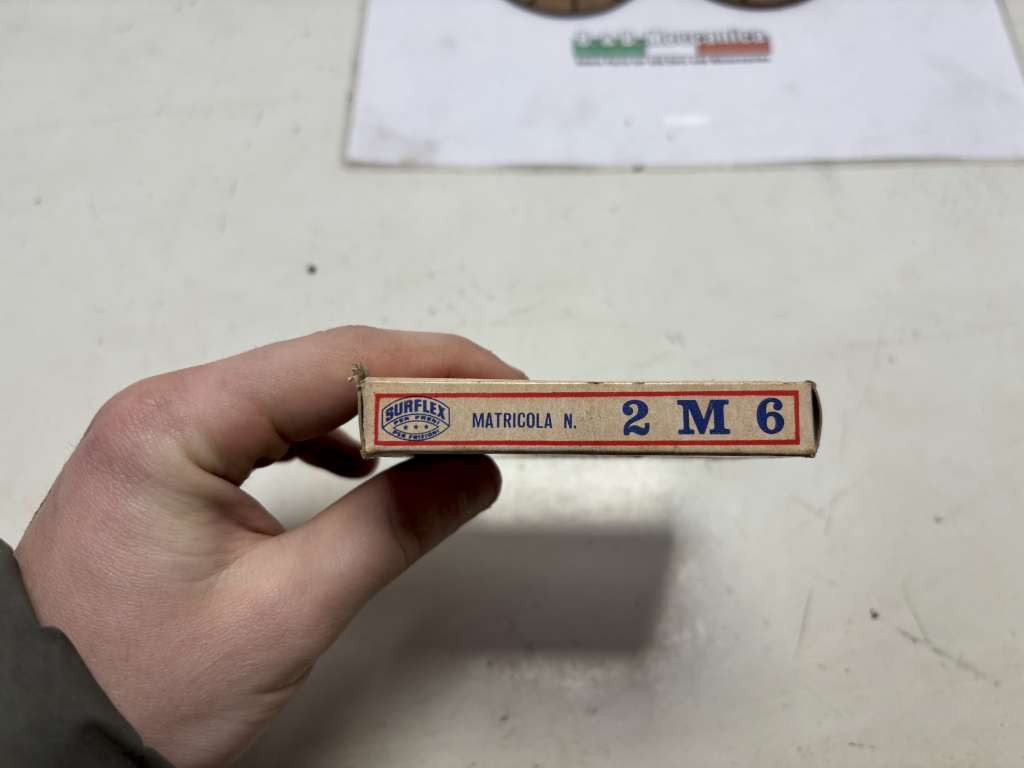 SURFLEX
PER FRENI
PER FRIZIONI
MATRICOLA N.
2 M 6